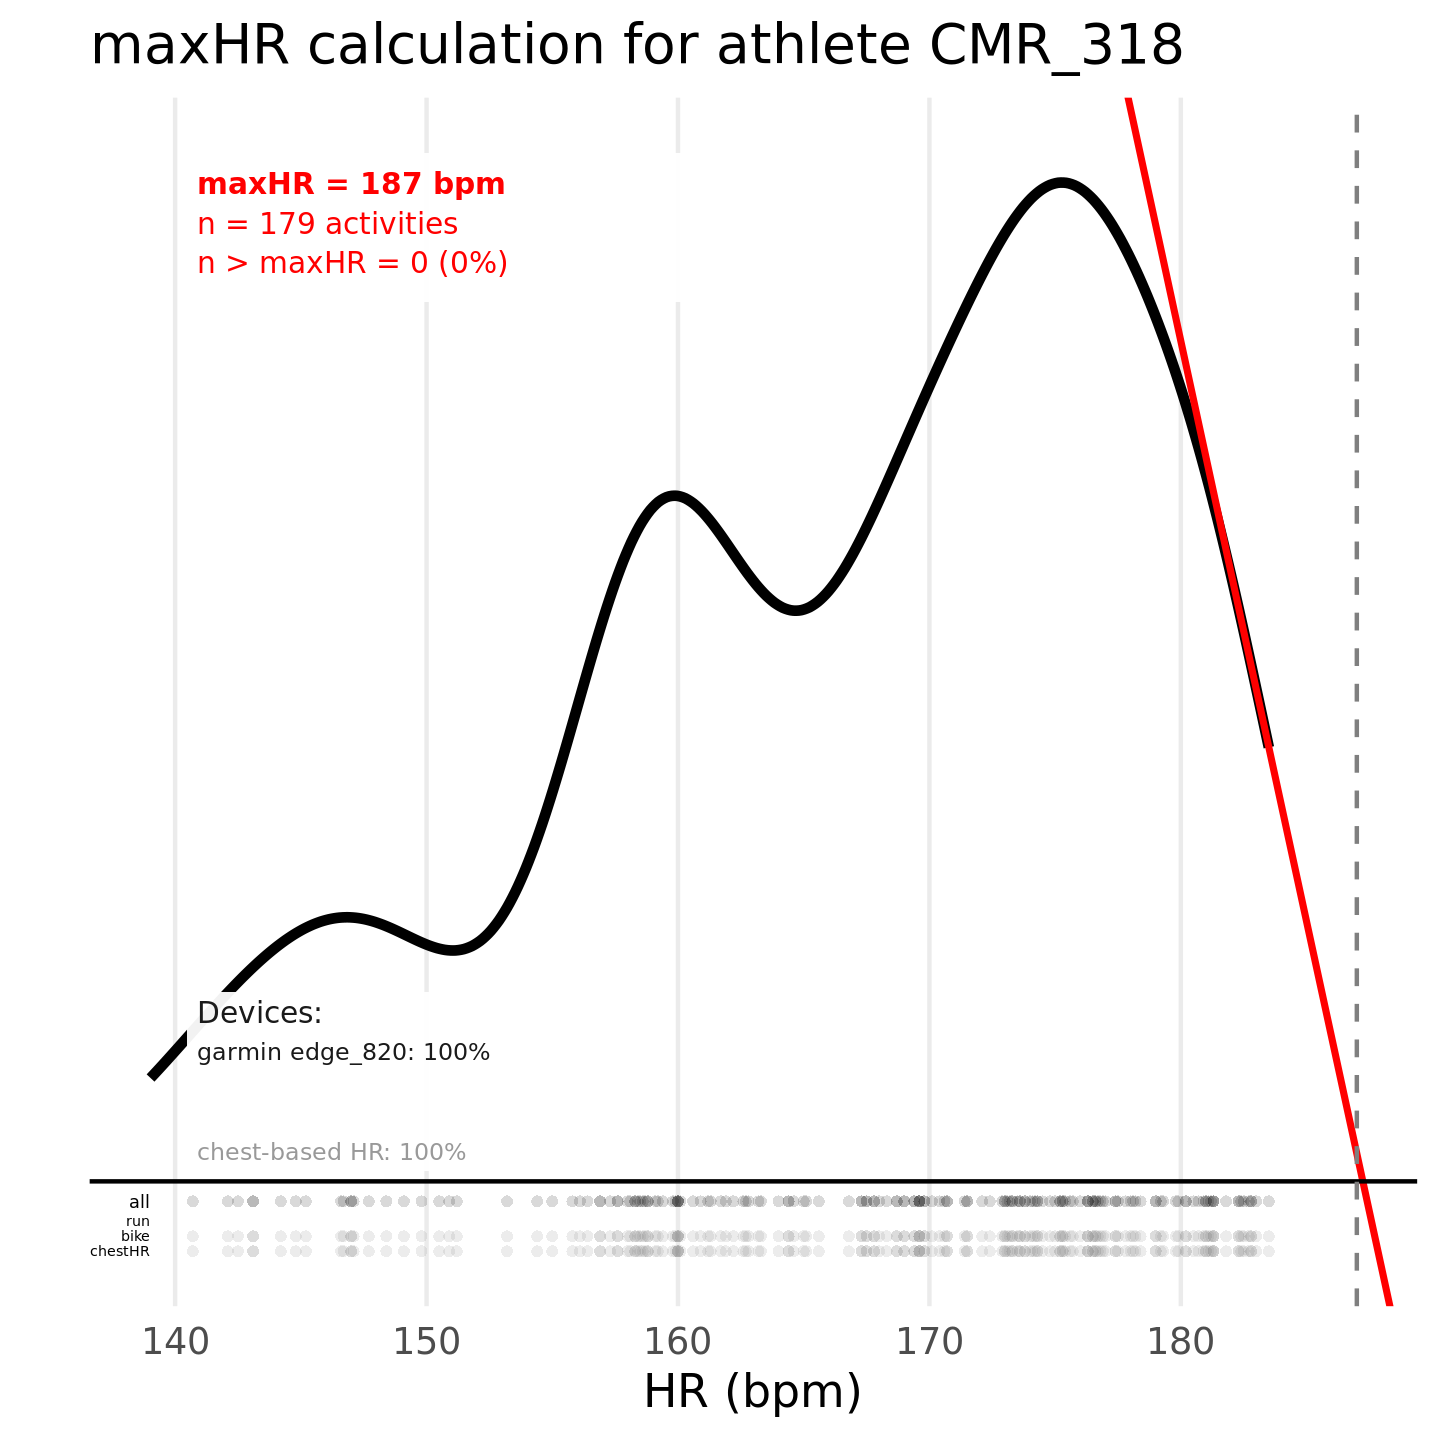 maxHR calculation for athlete CMR_318
maxHR = 187 bpm
n = 179 activities
n > maxHR = 0 (0%)
Devices:
garmin edge_820: 100%
chest-based HR: 100%
all
run
bike
chestHR
140 150 160 170 180
HR (bpm)